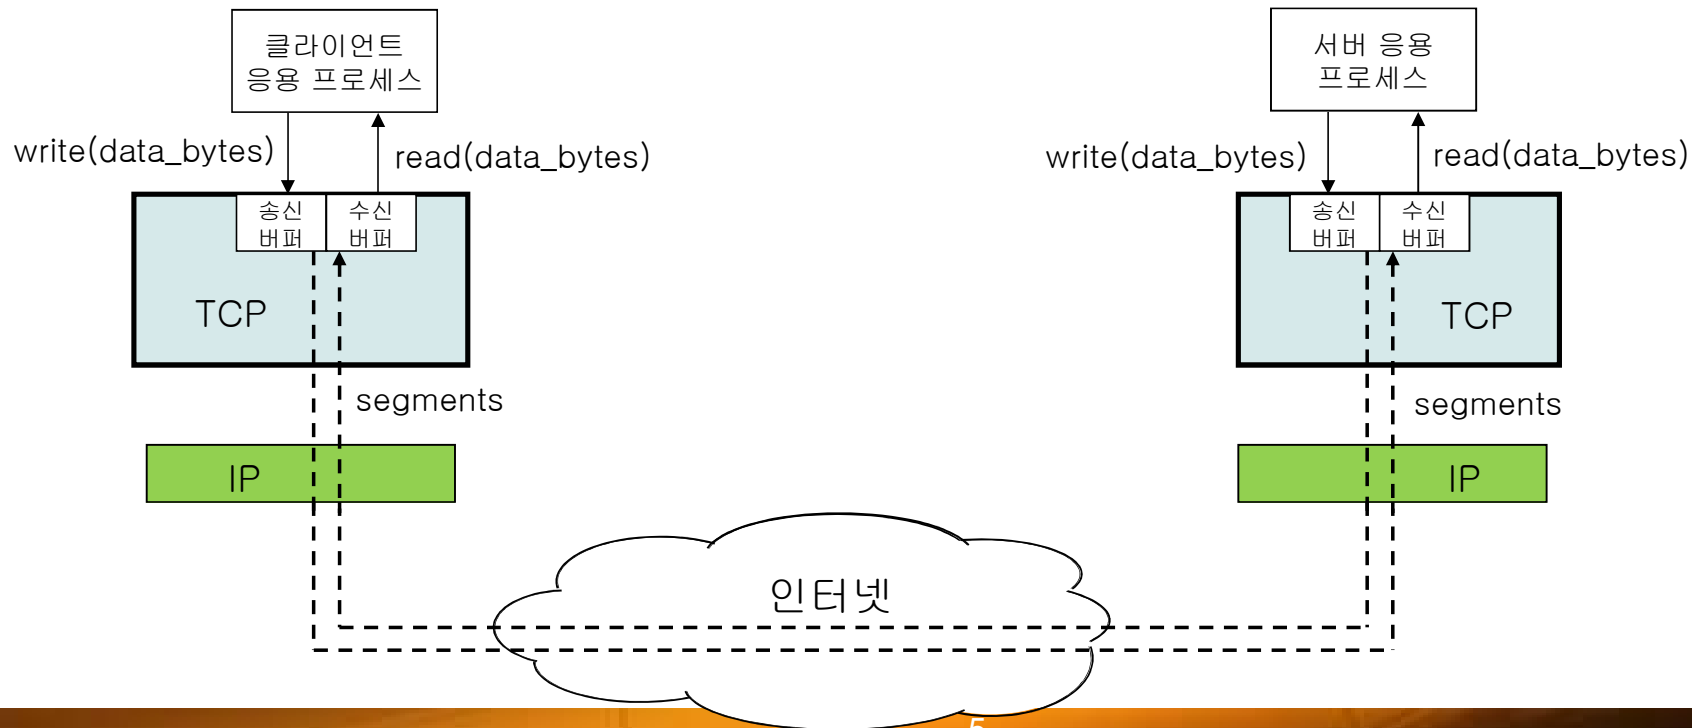 클라이언트
응용 프로세스
서버 응용
프로세스
write(data_bytes)
read(data_bytes)
write(data_bytes)
read(data_bytes)
송신
버퍼
수신
버퍼
송신
버퍼
수신
버퍼
TCP
TCP
segments
segments
IP
IP
인터넷
5